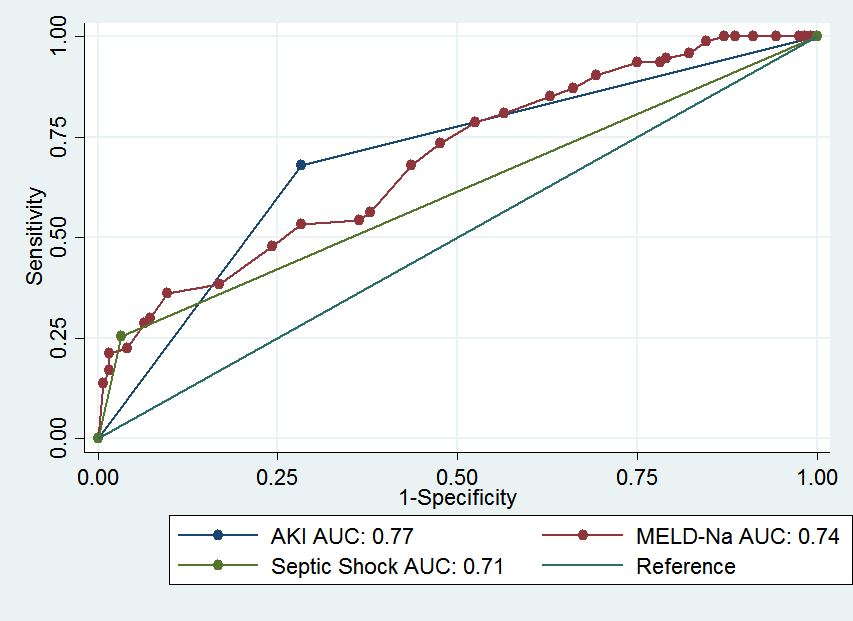 1.00
0.75
0.50
0.25
0.00
Sensitivity
0.00 0.25 0.50 0.75 1.00
1-Specificity
AKI AUC: 0.77 MELD-Na AUC: 0.74
Septic Shock AUC: 0.71 Reference